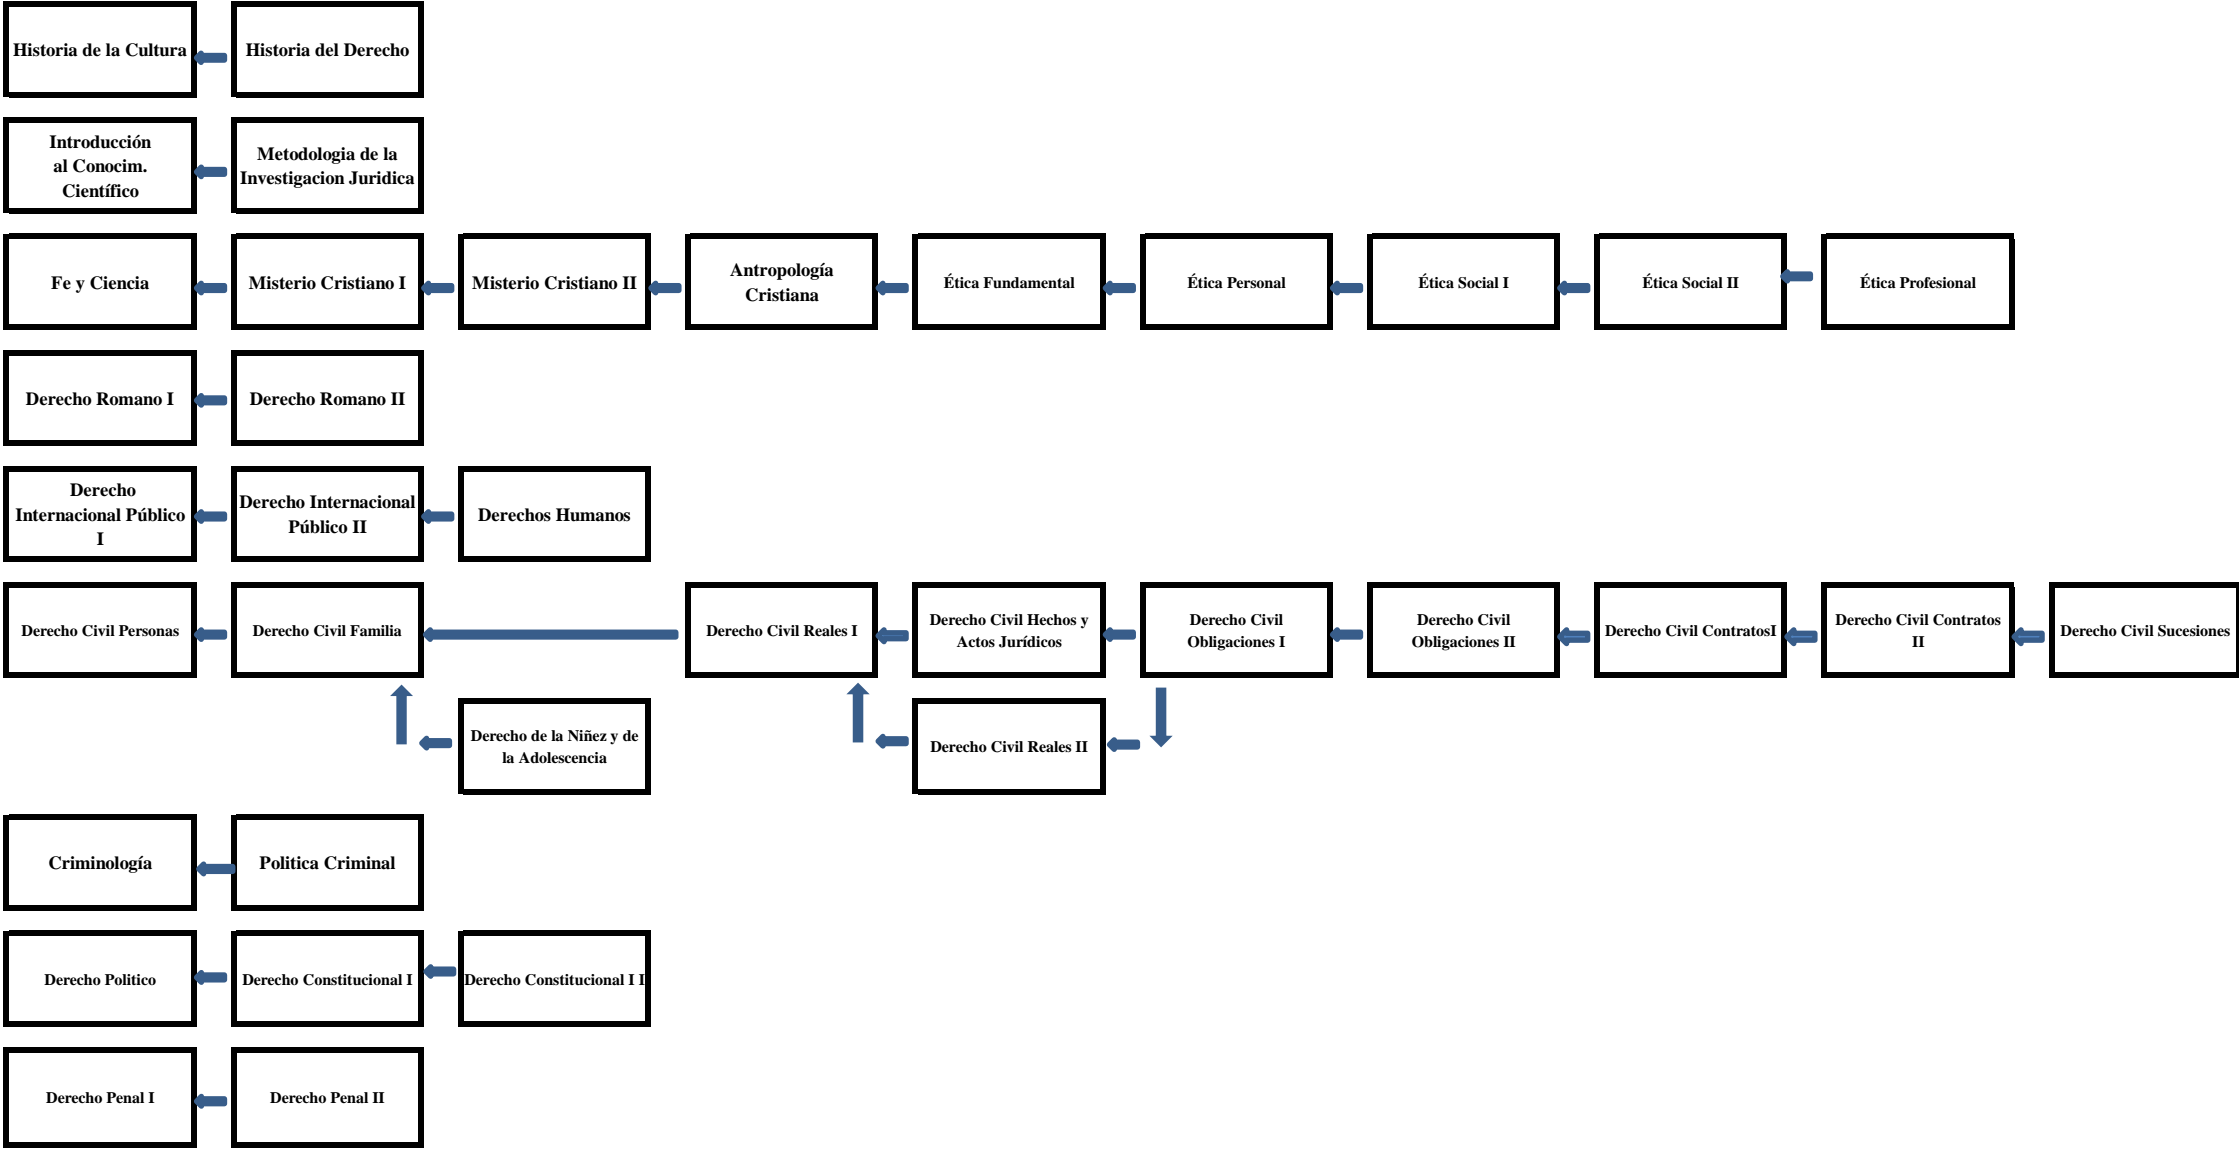 Historia de la Cultura
Historia del Derecho
Introducción
al Conocim.
Científico
Metodologia de la
Investigacion Juridica
Fe y Ciencia
Misterio Cristiano I
Misterio Cristiano II
Antropología
Cristiana
Ética Fundamental
Ética Personal
Ética Social I
Ética Social II
Ética Profesional
Derecho Romano I
Derecho Romano II
Derecho
Internacional Público
I
Derecho Internacional
Público II
Derechos Humanos
Derecho Civil Personas
Derecho Civil Familia
Derecho Civil Reales I
Derecho Civil Hechos y
Actos Jurídicos
Derecho Civil
Obligaciones I
Derecho Civil
Obligaciones II
Derecho Civil ContratosI
Derecho Civil Contratos
II
Derecho Civil Sucesiones
Derecho de la Niñez y de
la Adolescencia
Derecho Civil Reales II
Criminología
Politica Criminal
Derecho Politico
Derecho Constitucional I
Derecho Constitucional I I
Derecho Penal I
Derecho Penal II